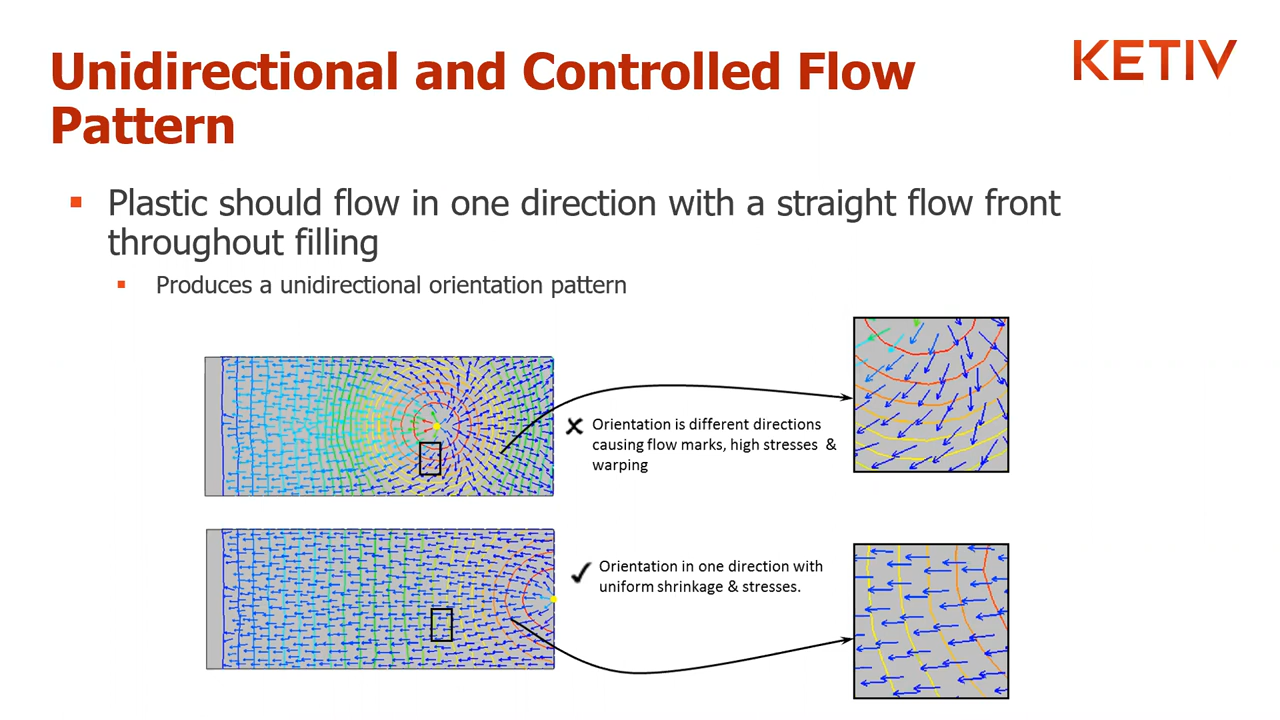 Unidirectional and Controlled Flow
Pattern
KETIV
Plastic should flow in one direction with a straight flow front
throughout filling
Produces a unidirectional orientation pattern
Orientation is different directions
causing flow marks, high stresses &
warping
Orientation in one direction with
uniform shrinkage & stresses.